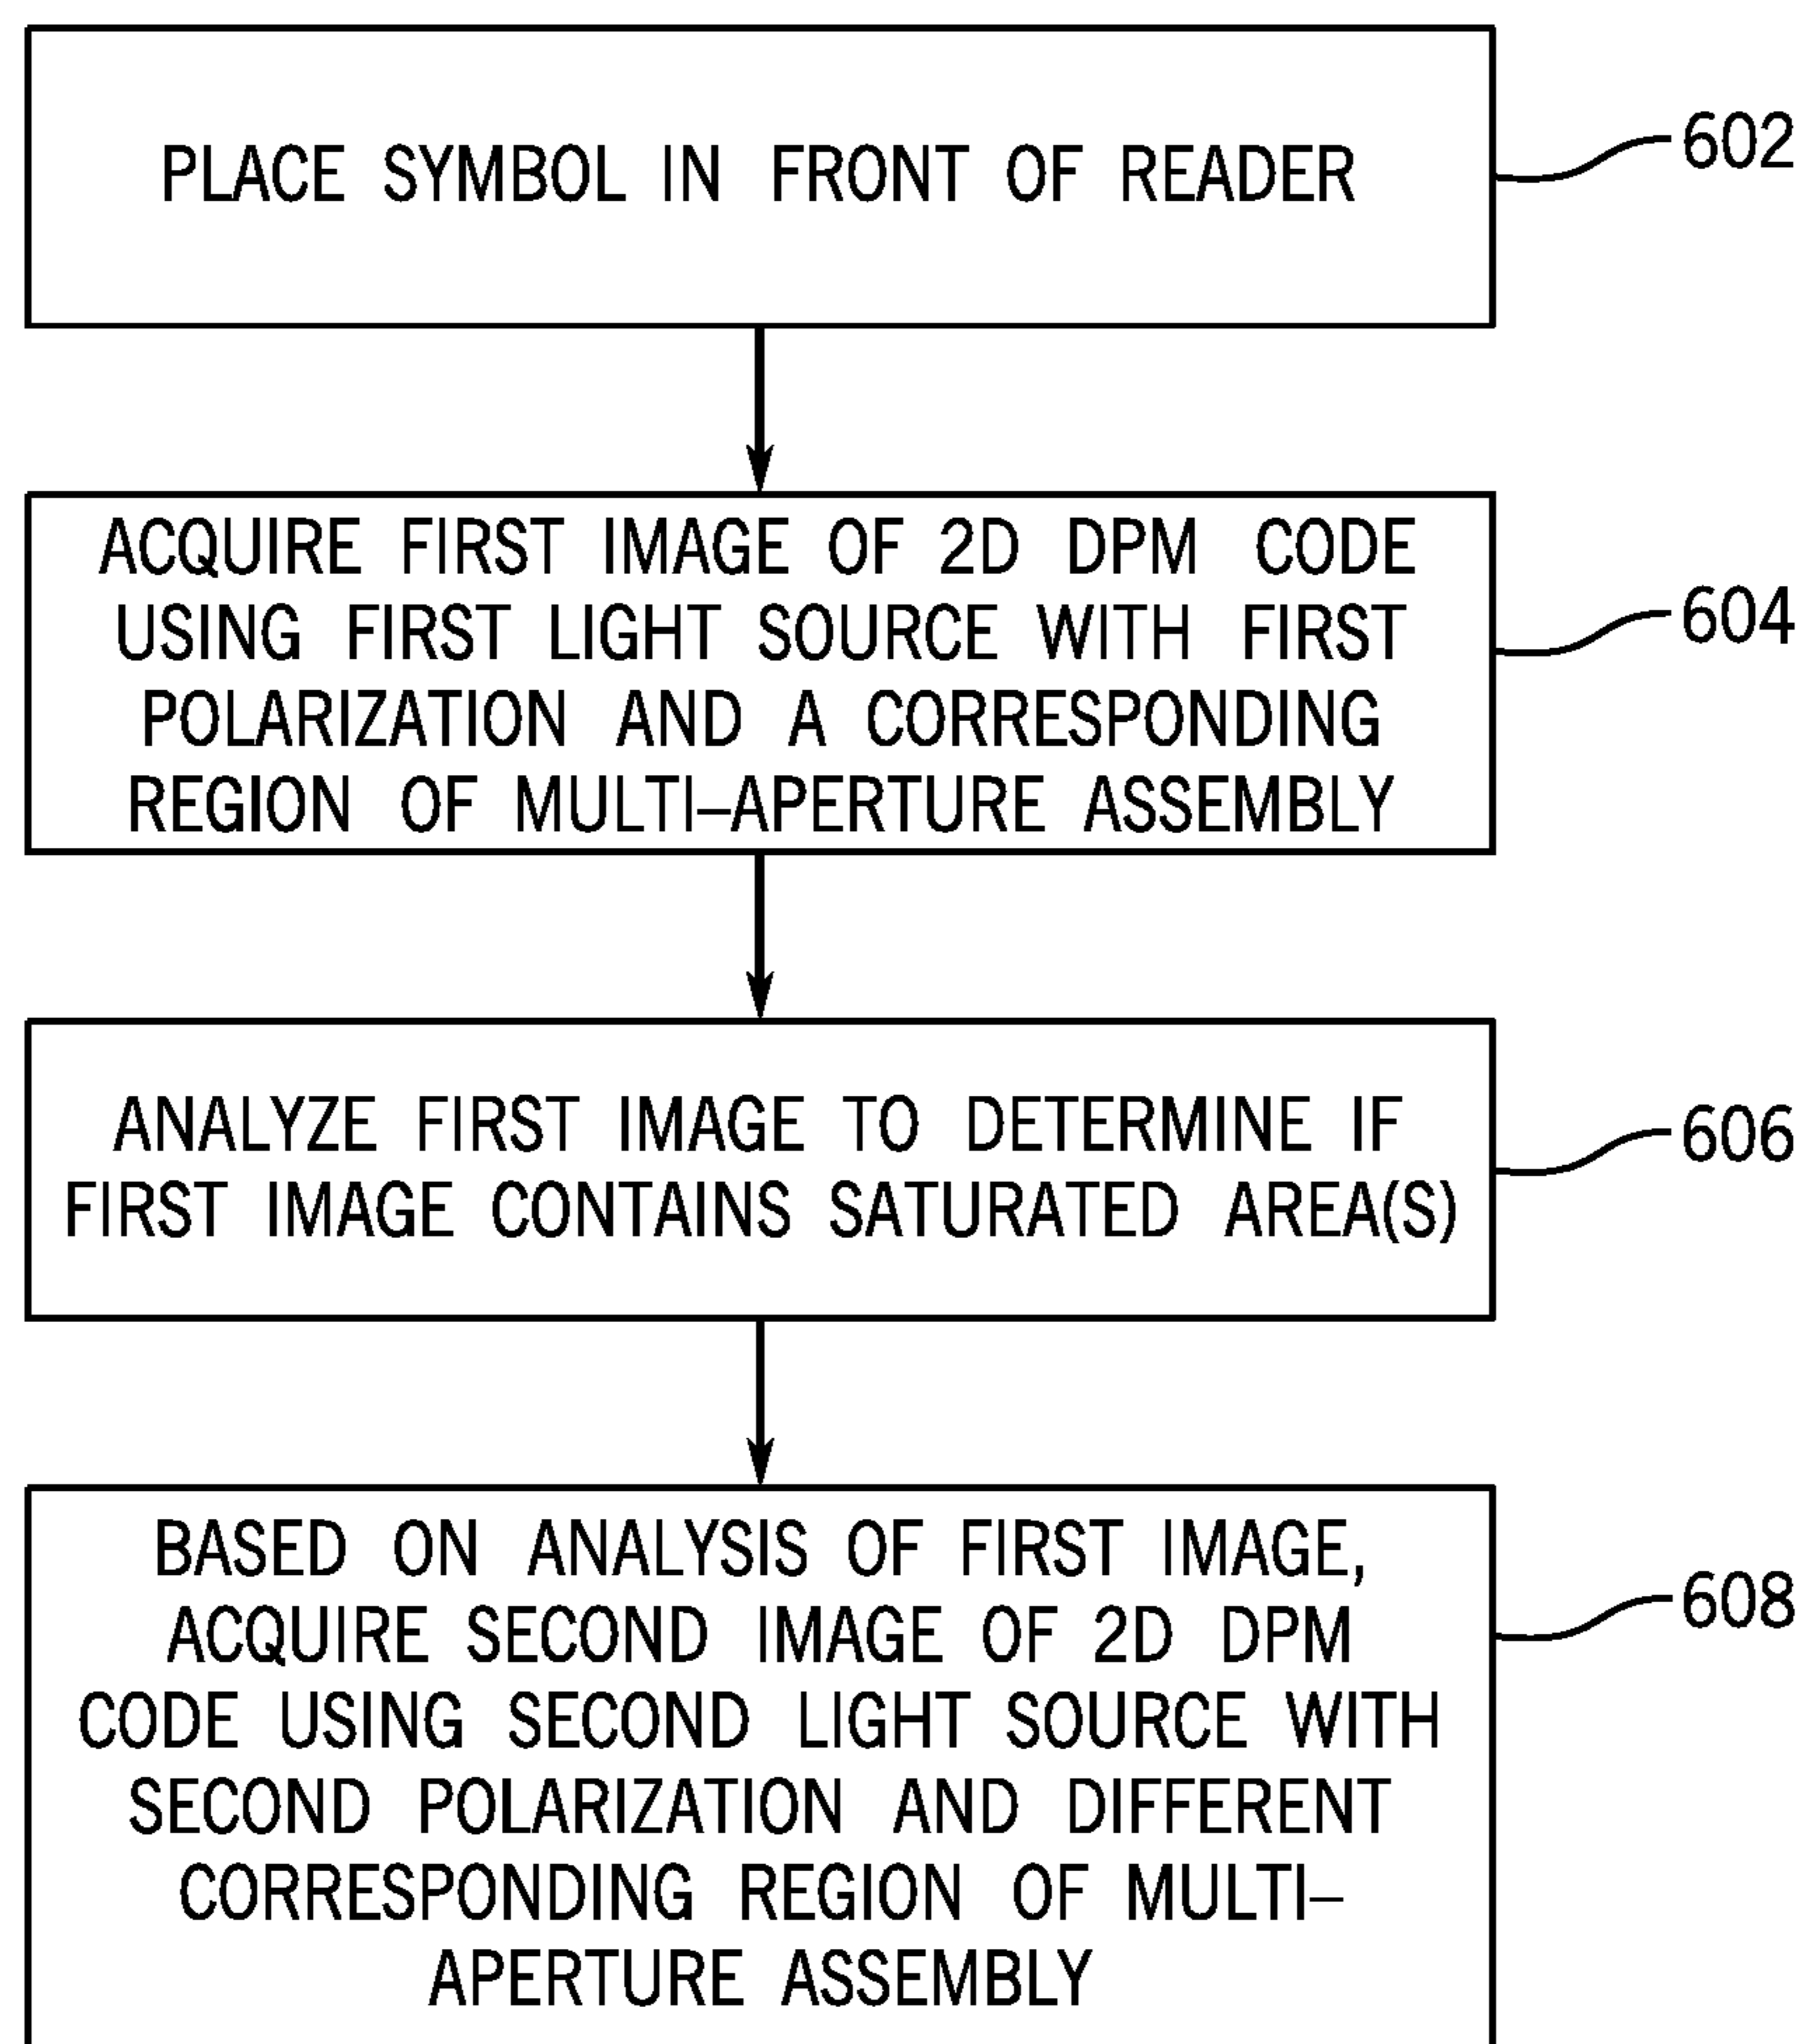 PLACE SYMBOL IN FRONT OF READER
602
ACQUIRE FIRST IMAGE OF 2D DPM CODE
USING FIRST LIGHT SOURCE WITH FIRST
POLARIZATION AND A CORRESPONDING
REGION OF MULTI–APERTURE ASSEMBLY
604
ANALYZE FIRST IMAGE TO DETERMINE IF
FIRST IMAGE CONTAINS SATURATED AREA(S)
606
BASED ON ANALYSIS OF FIRST IMAGE,
ACQUIRE SECOND IMAGE OF 2D DPM
CODE USING SECOND LIGHT SOURCE WITH
SECOND POLARIZATION AND DIFFERENT
CORRESPONDING REGION OF MULTI–
APERTURE ASSEMBLY
608